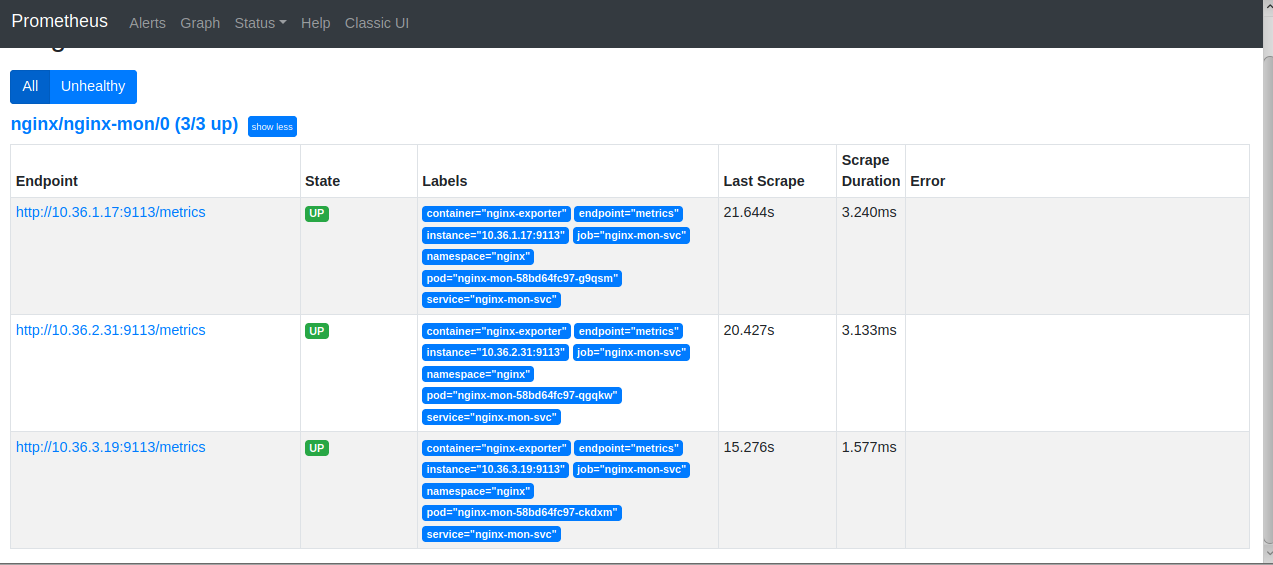 Prometheus Alerts Graph Status Help Classic UI
All Unhealthy
nginx/nginx-mon/0 (3/3 up) show less
Endpoint State Labels Last Scrape Scrape Duration Error
http://10.36.1.17:9113/metrics UP container="nginx-exporter" endpoint="metrics" 21.644s 3.240ms
instance="10.36.1.17:9113" job="nginx-mon-svc"
namespace="nginx"
pod="nginx-mon-58bd64fc97-g9qsm"
service="nginx-mon-svc"
http://10.36.2.31:9113/metrics UP container="nginx-exporter" endpoint="metrics" 20.427s 3.133ms
instance="10.36.2.31:9113" job="nginx-mon-svc"
namespace="nginx"
pod="nginx-mon-58bd64fc97-qgqkw"
service="nginx-mon-svc"
http://10.36.3.19:9113/metrics UP container="nginx-exporter" endpoint="metrics" 15.276s 1.577ms
instance="10.36.3.19:9113" job="nginx-mon-svc"
namespace="nginx"
pod="nginx-mon-58bd64fc97-ckdxm"
service="nginx-mon-svc"